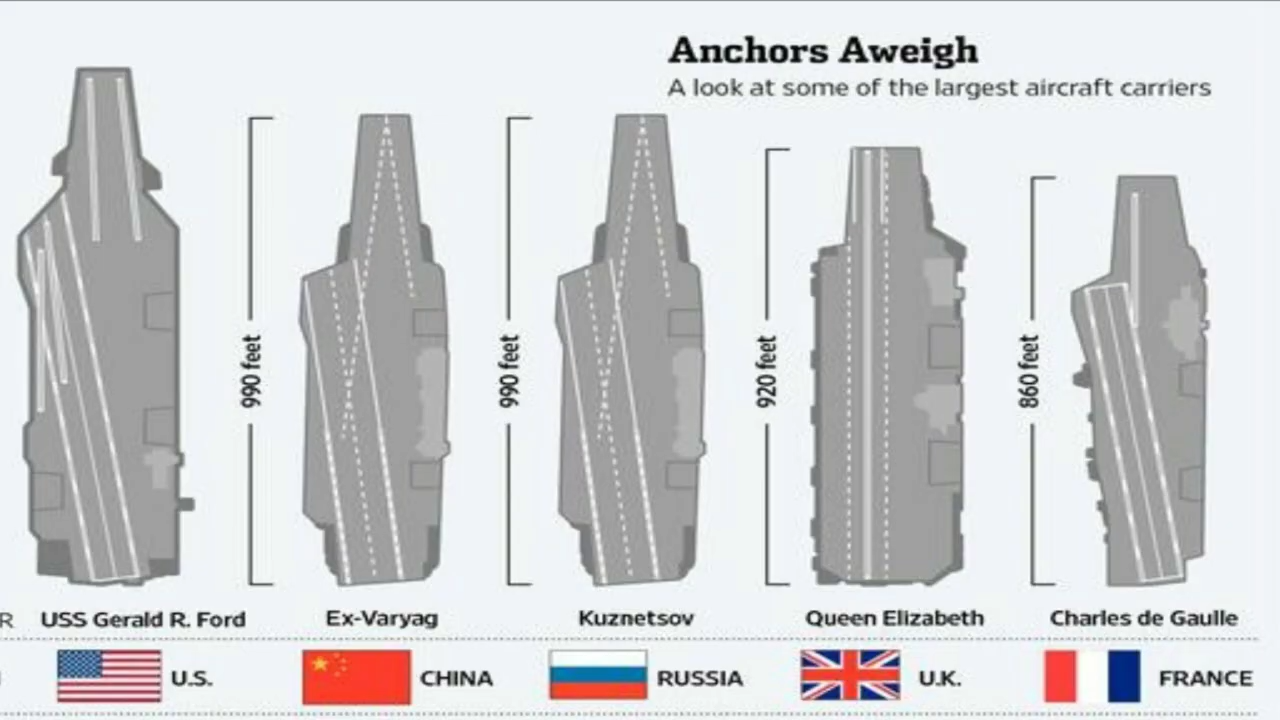 Anchors Aweigh
A look at some of the largest aircraft carriers
990 feet
990 feet
920 feet
860 feet
R USS Gerald R. Ford Ex-Varyag Kuznetsov Queen Elizabeth Charles de Gaulle
U.S. CHINA RUSSIA U.K. FRANCE